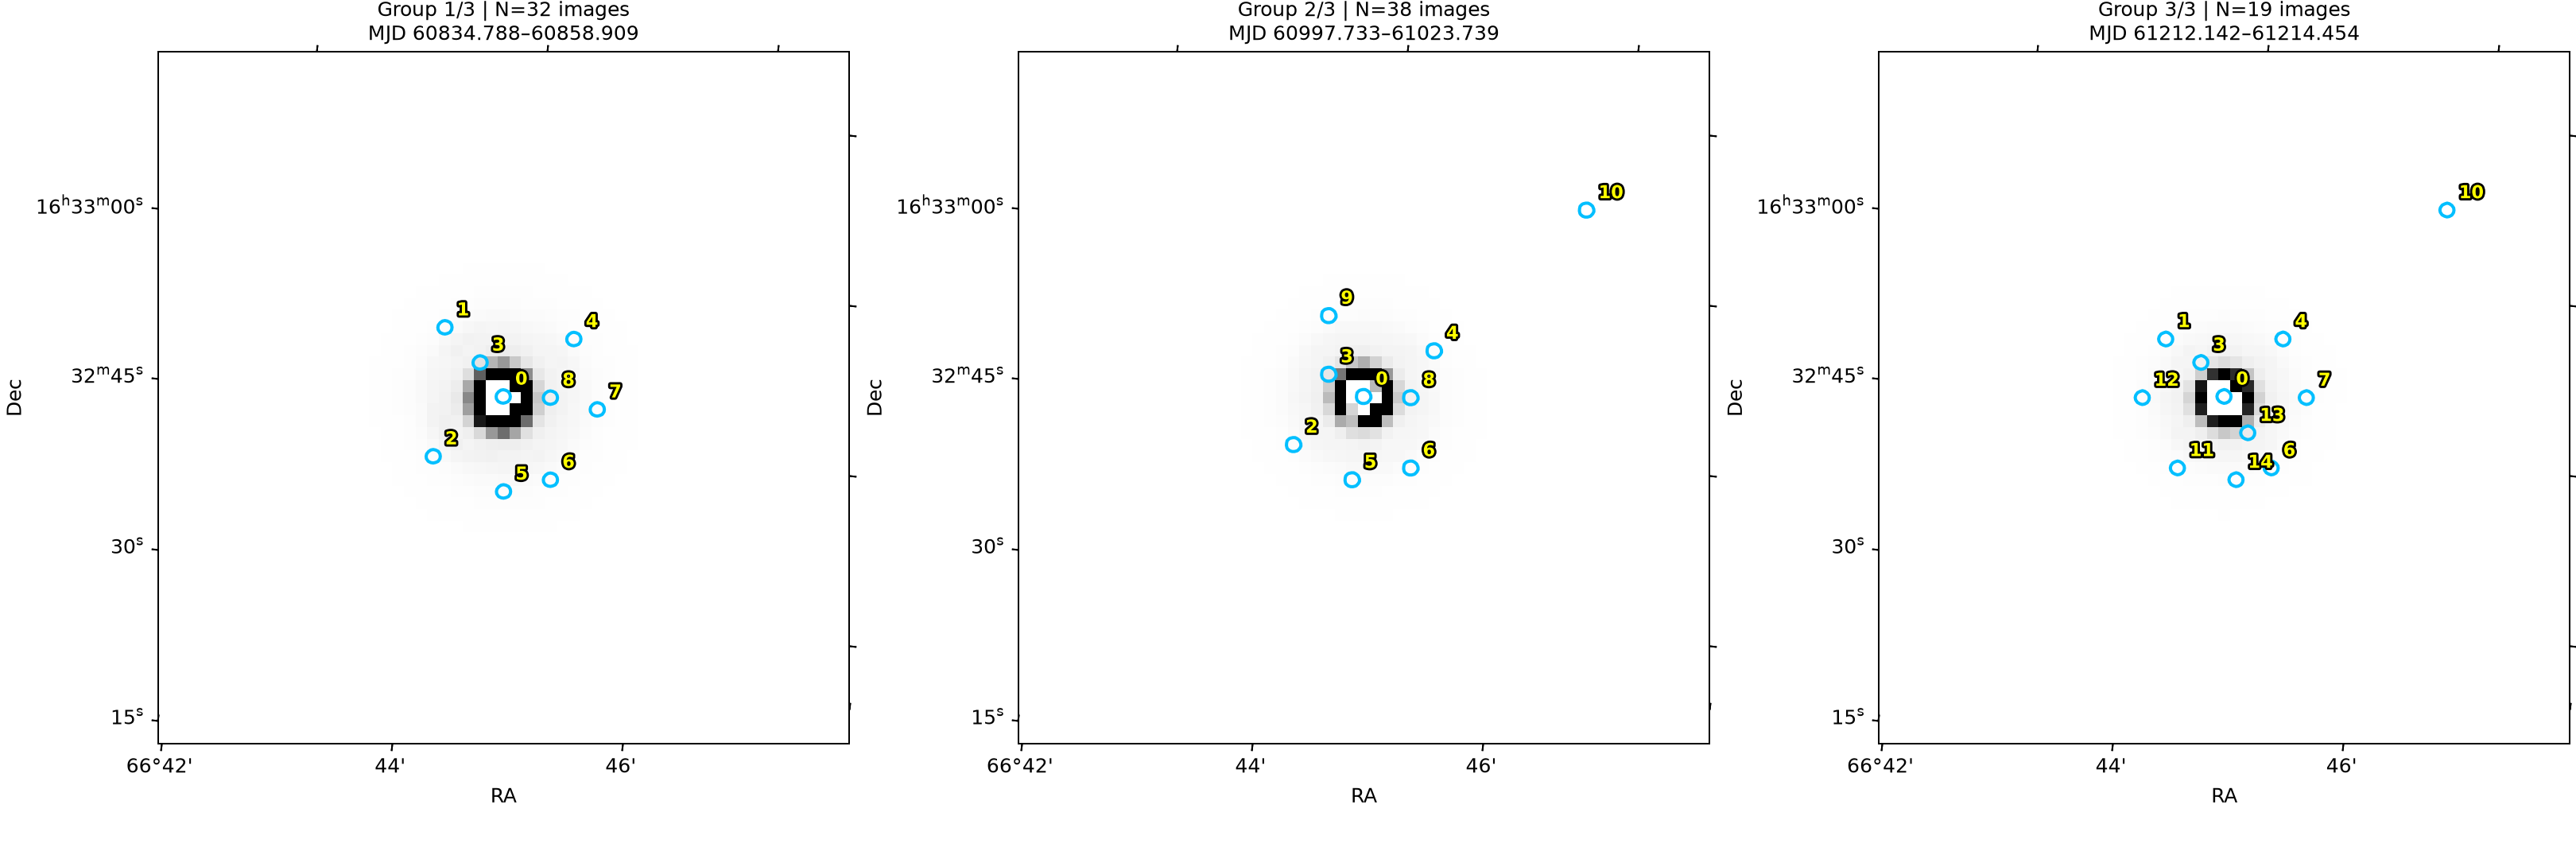 Group 1/3 | N=32 images
MJD 60834.788–60858.909
16h33m00s
32m45s
30s
15s
Dec
66°42'
44'
46'
RA
1
4
3
0
8
7
2
5
6
Group 2/3 | N=38 images
MJD 60997.733–61023.739
16h33m00s
32m45s
30s
15s
Dec
66°42'
44'
46'
RA
10
9
4
3
0
8
2
5
6
Group 3/3 | N=19 images
MJD 61212.142–61214.454
16h33m00s
32m45s
30s
15s
Dec
66°42'
44'
46'
RA
10
1
4
3
12
0
7
13
11
14
6